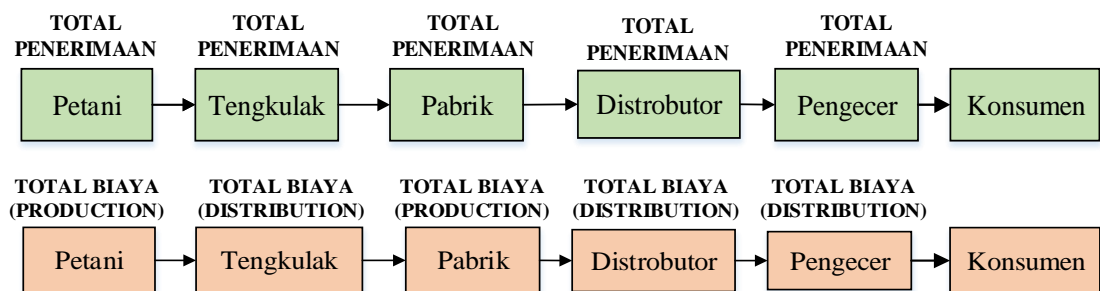 TOTAL
PENERIMAAN
TOTAL
PENERIMAAN
TOTAL
PENERIMAAN
TOTAL
PENERIMAAN
TOTAL
PENERIMAAN
Petani
Tengkulak
Pabrik
Distrobutor
Pengecer
Konsumen
TOTAL BIAYA
(PRODUCTION)
TOTAL BIAYA
(DISTRIBUTION)
TOTAL BIAYA
(PRODUCTION)
TOTAL BIAYA
(DISTRIBUTION)
TOTAL BIAYA
(DISTRIBUTION)
Petani
Tengkulak
Pabrik
Distrobutor
Pengecer
Konsumen